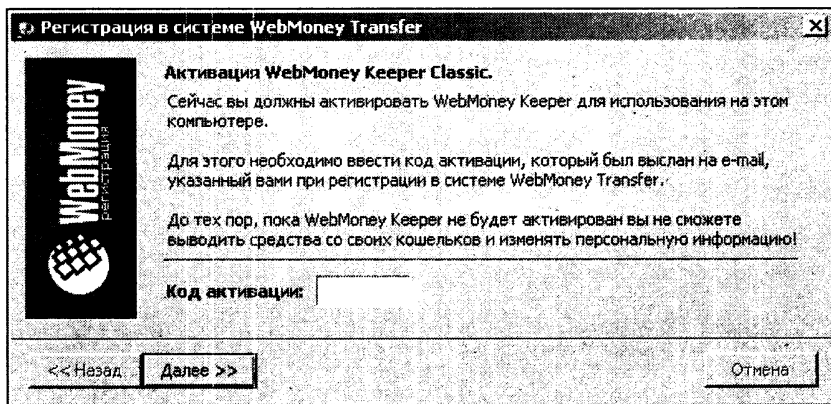 Регистрация в системе WebMoney Transfer
Активация WebMoney Keeper Classic.
Сейчас вы должны активировать WebMoney Keeper для использования на этом
компьютере.
Для этого необходимо ввести код активации, который был выслан на e-mail,
указанный вами при регистрации в системе WebMoney Transfer.
До тех пор, пока WebMoney Keeper не будет активирован вы не сможете
выводить средства со своих кошельков и изменять персональную информацию!
Код активации:
WebMoney
регистрация
<< Назад
Далее >>
Отмена